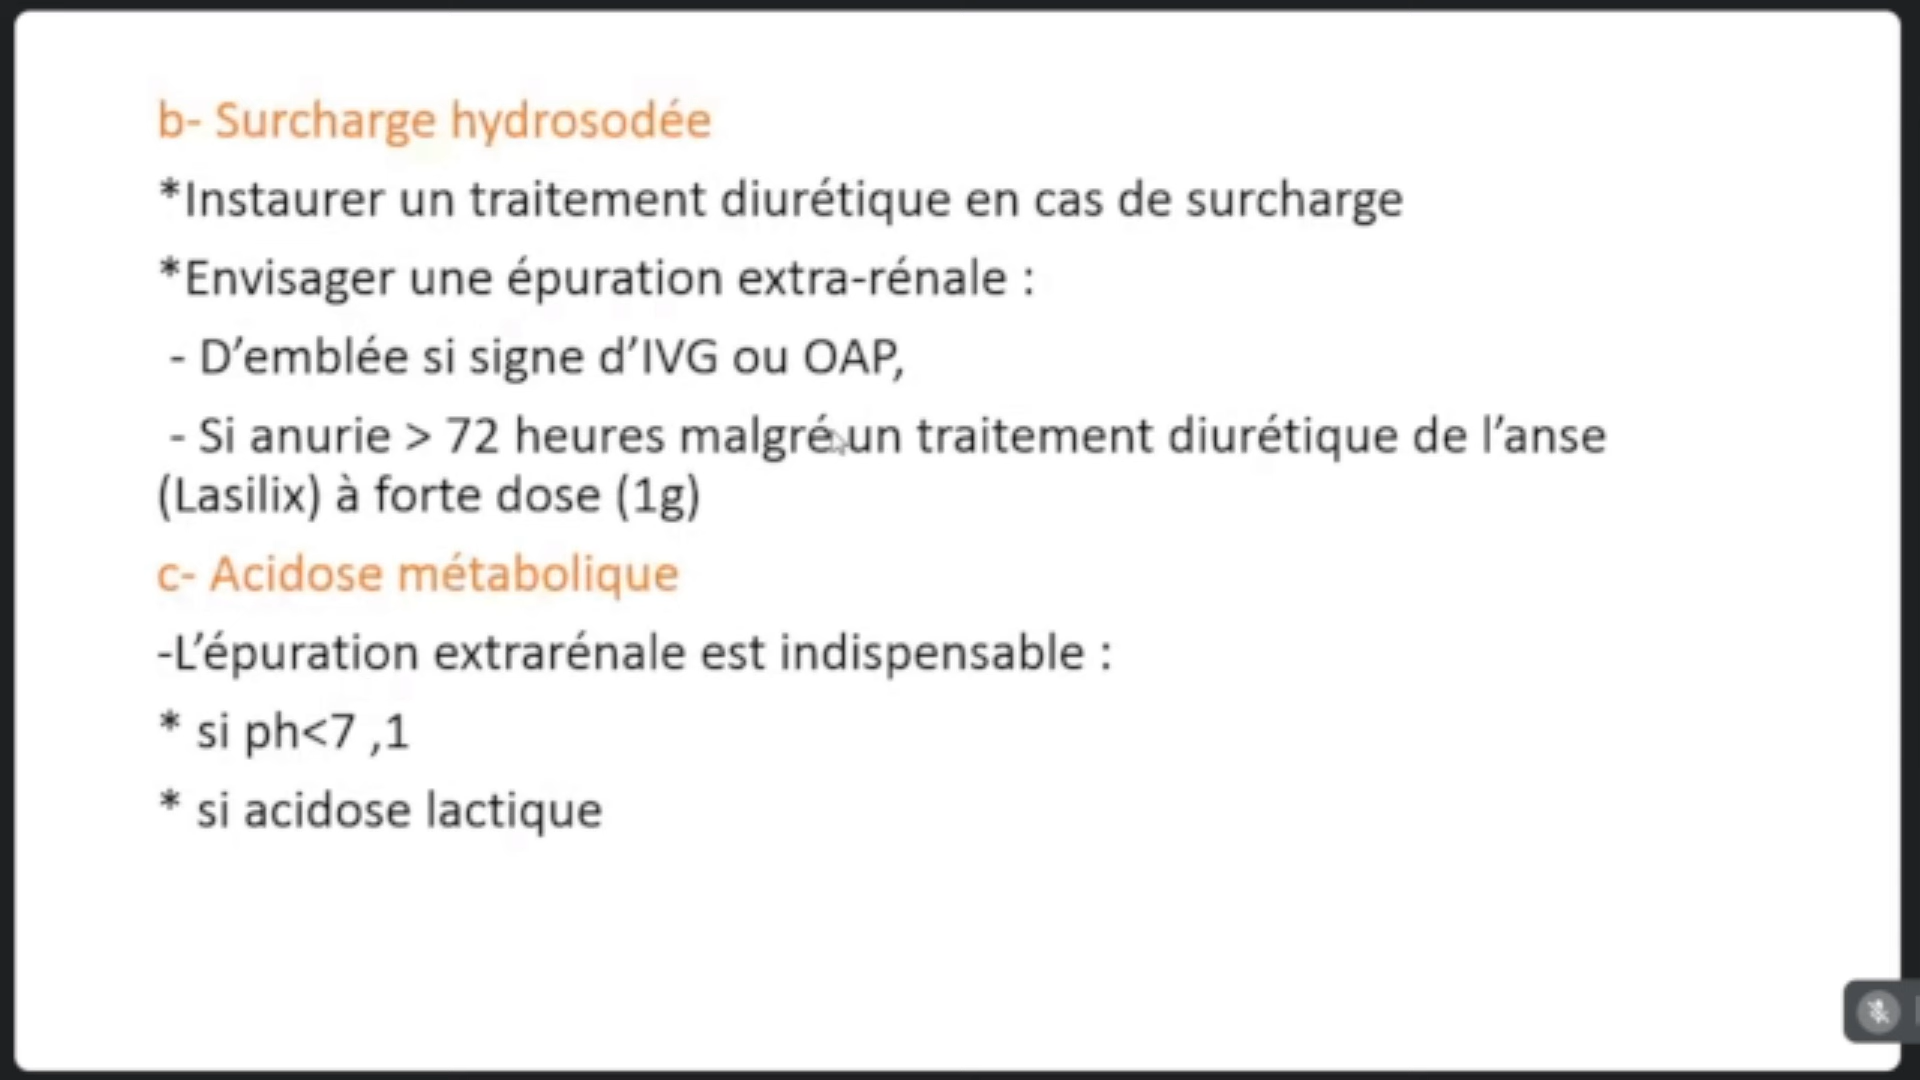 b- Surcharge hydrosodée
*Instaurer un traitement diurétique en cas de surcharge
*Envisager une épuration extra-rénale :
- D’emblée si signe d’IVG ou OAP,
- Si anurie > 72 heures malgré un traitement diurétique de l’anse
(Lasilix) à forte dose (1g)
c- Acidose métabolique
-L’épuration extrarénale est indispensable :
* si ph<7 ,1
* si acidose lactique